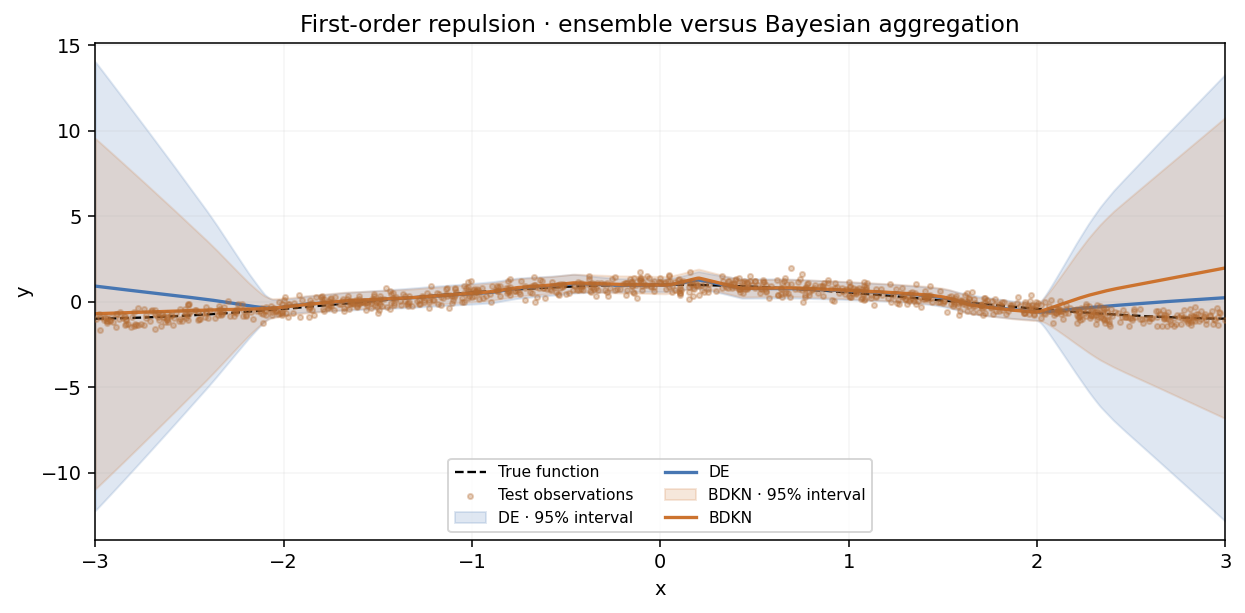 First-order repulsion · ensemble versus Bayesian aggregation
15
10
5
0
−5
−10
y
−3
−2
−1
0
1
2
3
x
True function
Test observations
DE · 95% interval
DE
BDKN · 95% interval
BDKN